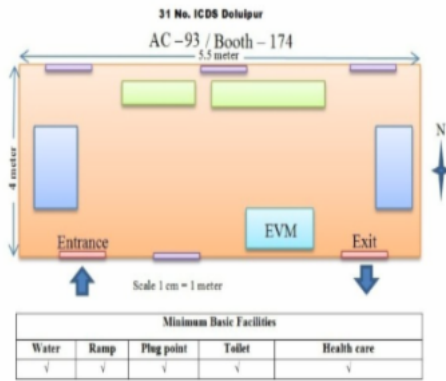 31 No. ICDS Doluipur
AC – 93 / Booth – 174
5.5 meter
4 meter
N
EVM
Entrance
Exit
Scale 1 cm = 1 meter
Minimum Basic Facilities
Water Ramp Plug point Toilet Health care
√ √ √ √ √